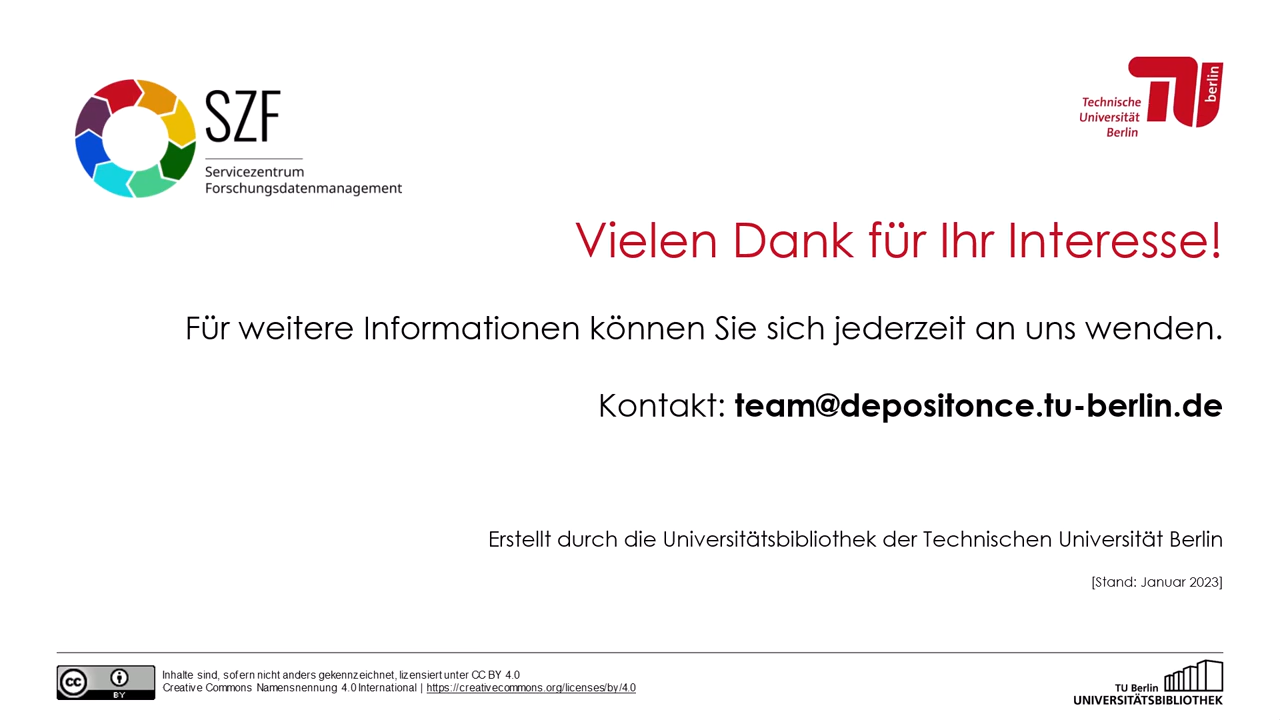 SZF
Servicezentrum
Forschungsdatenmanagement
Technische
Universität
Berlin
TU berlin
Vielen Dank für Ihr Interesse!
Für weitere Informationen können Sie sich jederzeit an uns wenden.
Kontakt: team@depositonce.tu-berlin.de
Erstellt durch die Universitätsbibliothek der Technischen Universität Berlin
[Stand: Januar 2023]
cc BY
Inhalte sind, sofern nicht anders gekennzeichnet, lizensiert unter CC BY 4.0
Creative Commons Namensnennung 4.0 International | https://creativecommons.org/licenses/by/4.0
TU Berlin
UNIVERSITÄTSBIBLIOTHEK